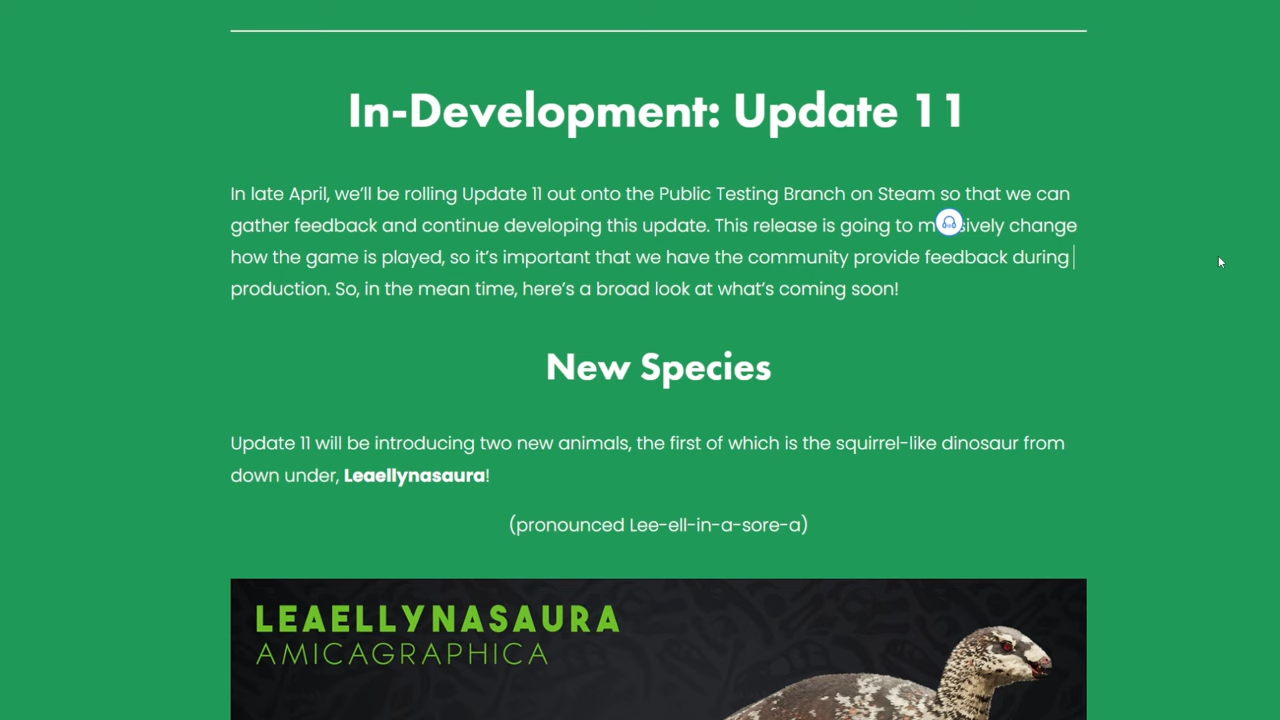 In-Development: Update 11
In late April, we'll be rolling Update 11 out onto the Public Testing Branch on Steam so that we can
gather feedback and continue developing this update. This release is going to change
how the game is played, so it's important that we have the community provide feedback during
production. So, in the mean time, here's a broad look at what's coming soon!
New Species
Update 11 will be introducing two new animals, the first of which is the squirrel-like dinosaur from
down under, Leaellynasaura!
(pronounced Lee-ell-in-a-sore-a)
LEAELLYNASAURA
AMICAGRAPHICA